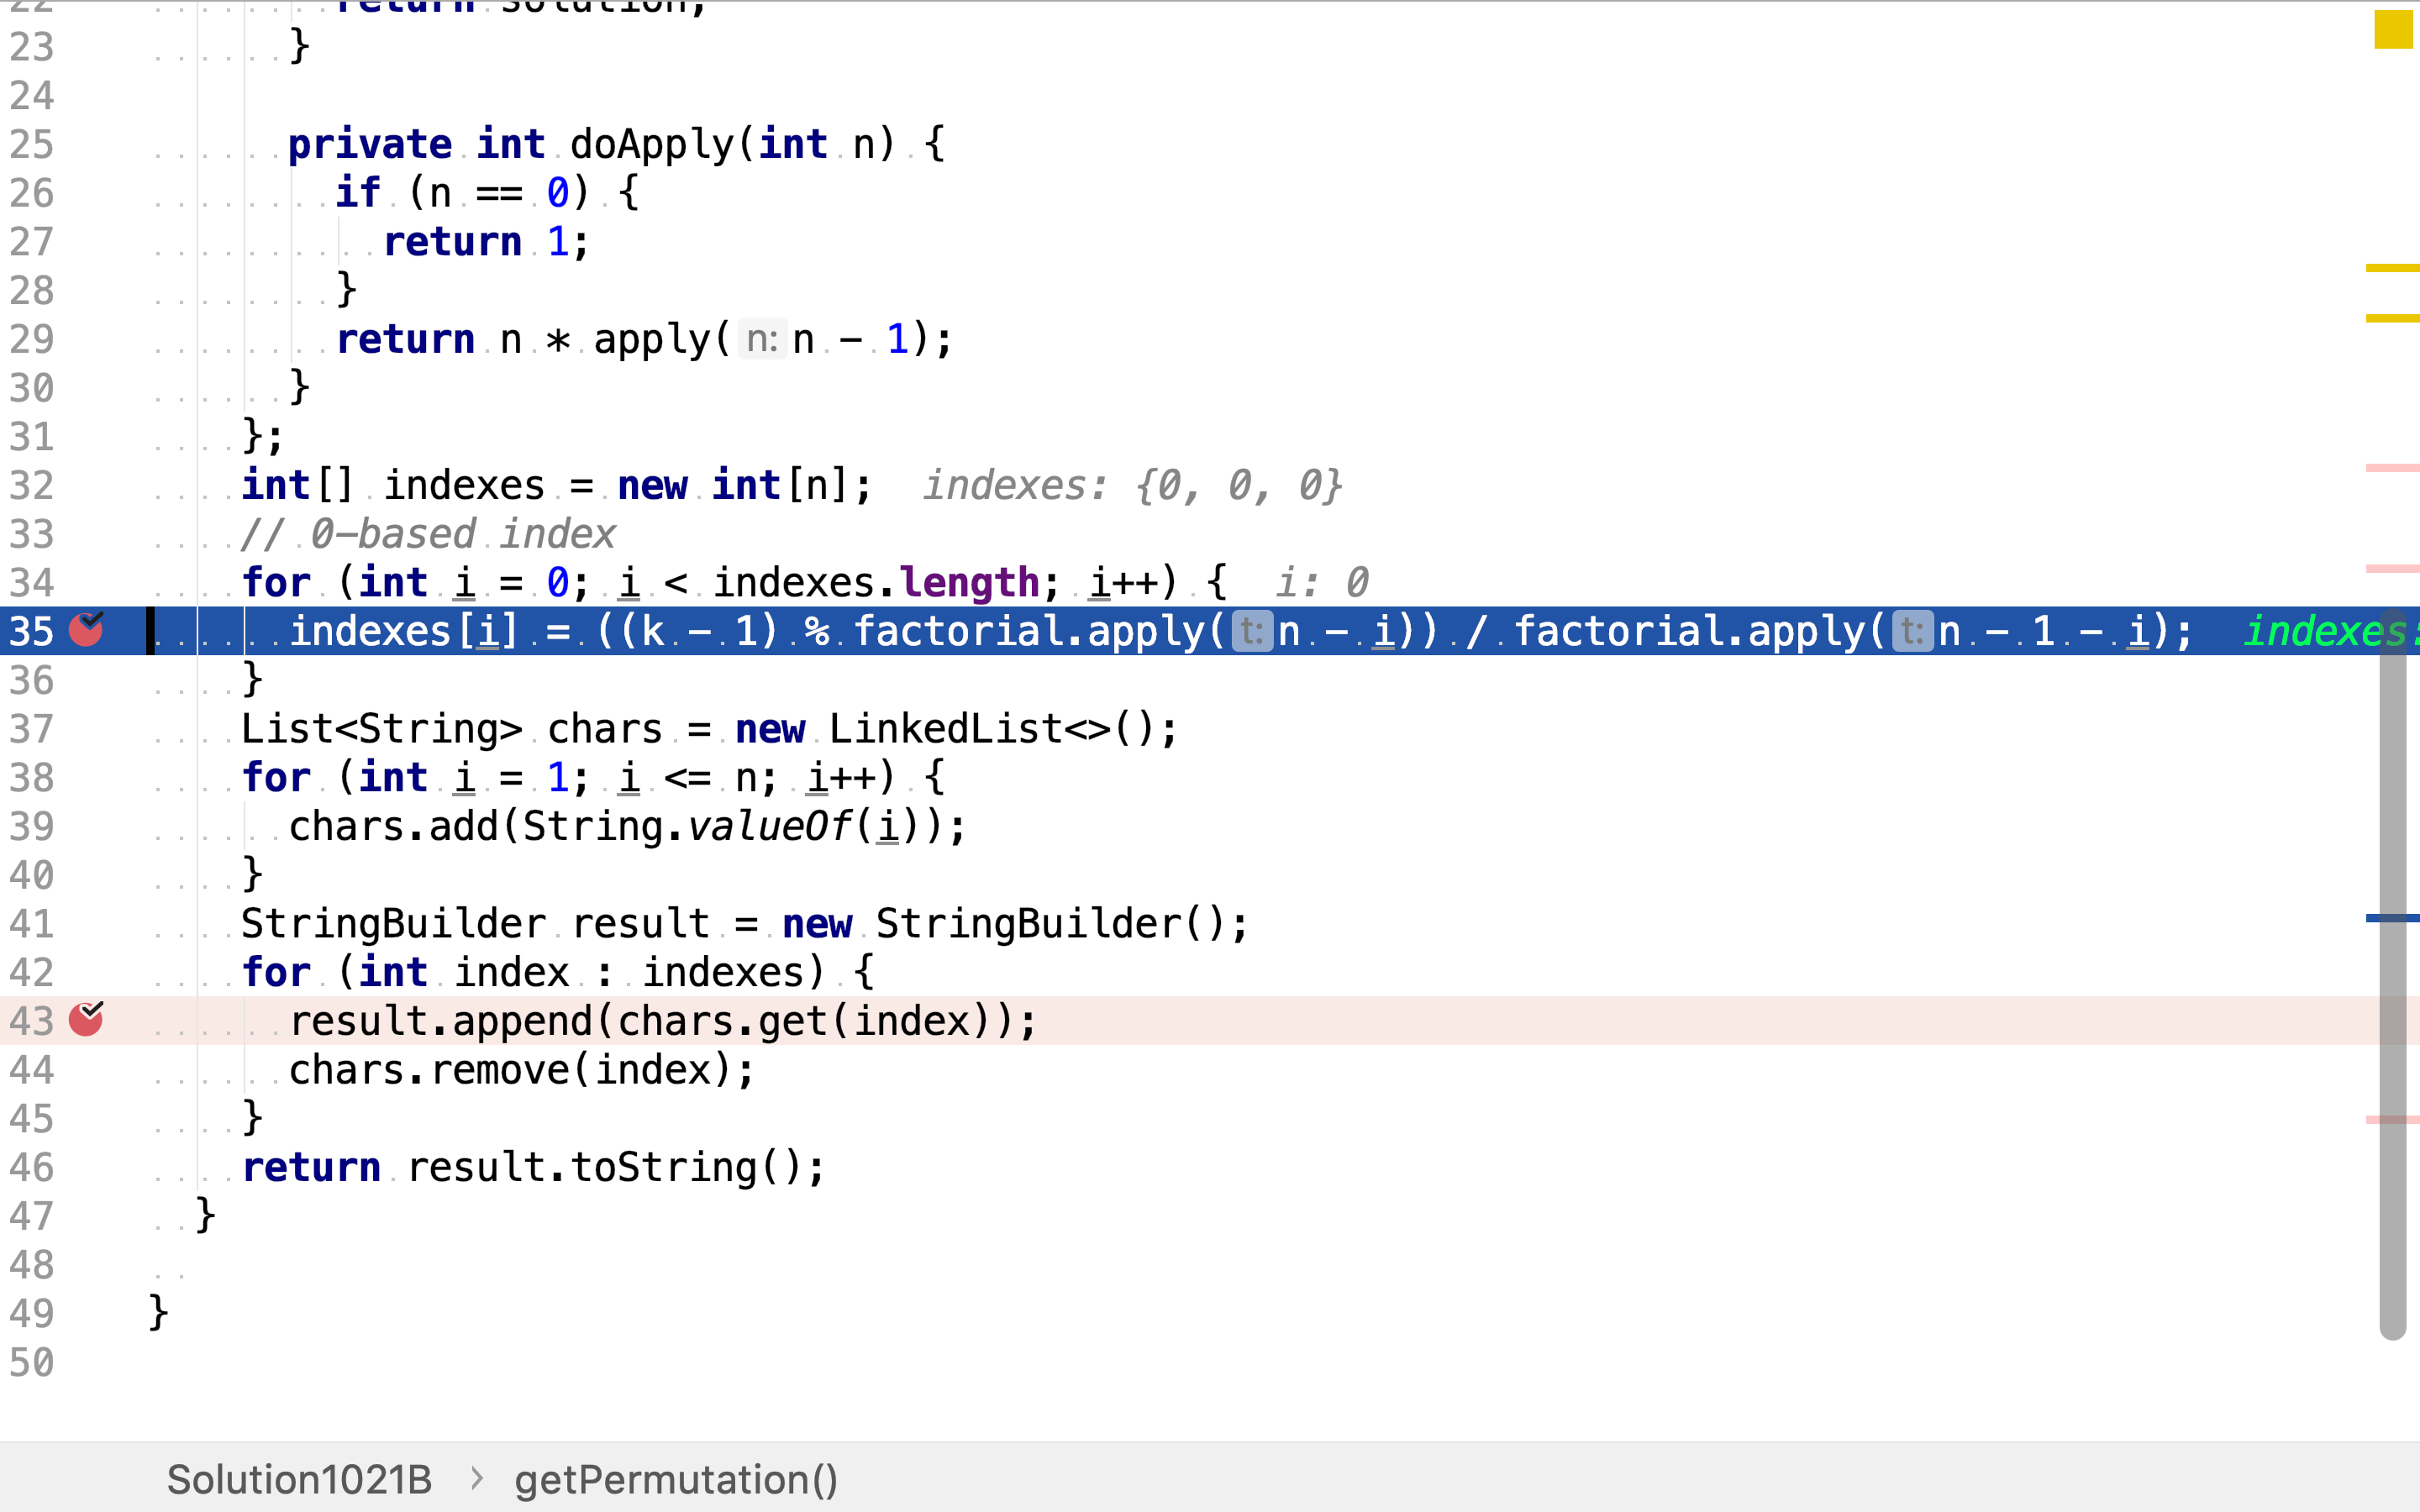 22 return solution;
23 }
24
25 private int doApply(int n) {
26 if (n == 0) {
27 return 1;
28 }
29 return n * apply( n: n - 1);
30 }
31 };
32 int[] indexes = new int[n]; indexes: {0, 0, 0}
33 // 0-based index
34 for (int i = 0; i < indexes.length; i++) { i: 0
35 indexes[i] = ((k - 1) % factorial.apply( t: n - i)) / factorial.apply( t: n - 1 - i); indexes:
36 }
37 List<String> chars = new LinkedList<>();
38 for (int i = 1; i <= n; i++) {
39 chars.add(String.valueOf(i));
40 }
41 StringBuilder result = new StringBuilder();
42 for (int index : indexes) {
43 result.append(chars.get(index));
44 chars.remove(index);
45 }
46 return result.toString();
47 }
48
49 }
50
Solution1021B > getPermutation()